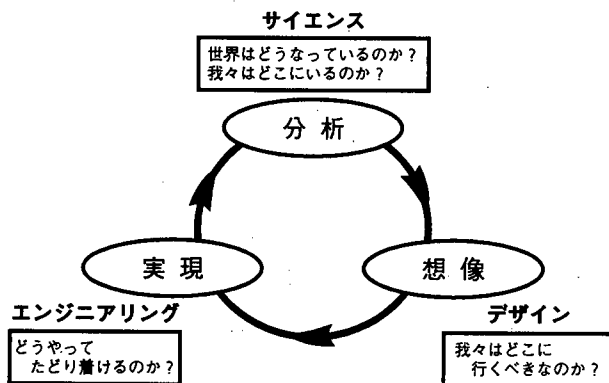 サイエンス
世界はどうなっているのか？
我々はどこにいるのか？
分析
実現
想像
エンジニアリング
どうやって
たどり着けるのか？
デザイン
我々はどこに
行くべきなのか？